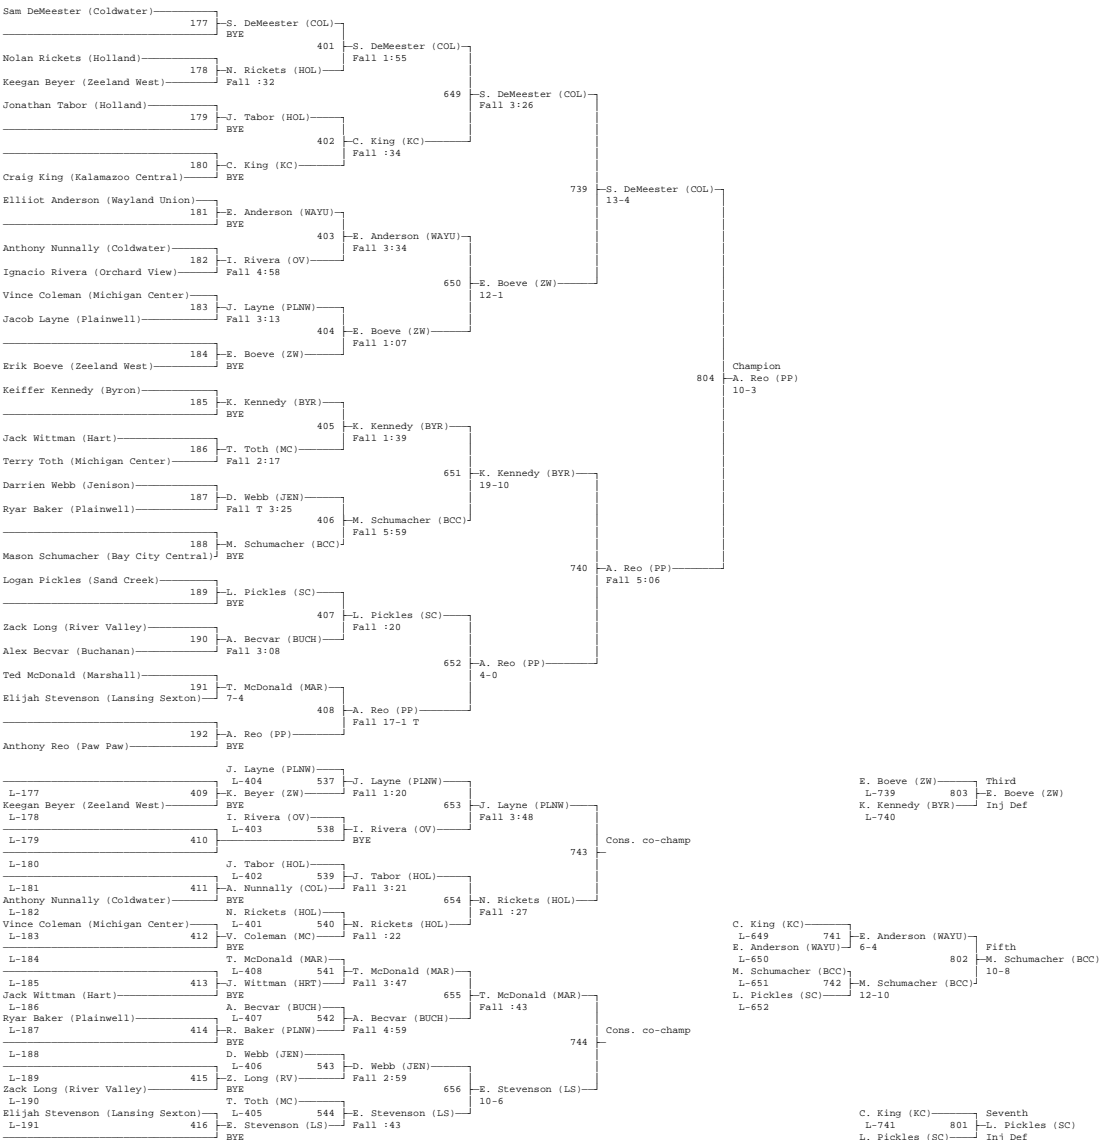 Sam DeMeester (Coldwater)
177 S. DeMeester (COL)
BYE
401 S. DeMeester (COL)
Nolan Rickets (Holland) Fall 1:55
178 N. Rickets (HOL)
Keegan Beyer (Zeeland West) Fall :32
649 S. DeMeester (COL)
Jonathan Tabor (Holland) Fall 3:26
179 J. Tabor (HOL)
BYE
402 C. King (KC)
Fall :34
180 C. King (KC)
Craig King (Kalamazoo Central) BYE
739 S. DeMeester (COL)
Elliiot Anderson (Wayland Union) 13-4
181 E. Anderson (WAYU)
BYE
403 E. Anderson (WAYU)
Anthony Nunnally (Coldwater) Fall 3:34
182 I. Rivera (OV)
Ignacio Rivera (Orchard View) Fall 4:58
650 E. Boeve (ZW)
Vince Coleman (Michigan Center) 12-1
183 J. Layne (PLNW)
Jacob Layne (Plainwell) Fall 3:13
404 E. Boeve (ZW)
Fall 1:07
184 E. Boeve (ZW)
Erik Boeve (Zeeland West) BYE Champion
804 A. Reo (PP)
Keiffer Kennedy (Byron) 10-3
185 K. Kennedy (BYR)
BYE
405 K. Kennedy (BYR)
Jack Wittman (Hart) Fall 1:39
186 T. Toth (MC)
Terry Toth (Michigan Center) Fall 2:17
651 K. Kennedy (BYR)
Darrien Webb (Jenison) 19-10
187 D. Webb (JEN)
Ryar Baker (Plainwell) Fall T 3:25
406 M. Schumacher (BCC)
Fall 5:59
188 M. Schumacher (BCC)
Mason Schumacher (Bay City Central) BYE
740 A. Reo (PP)
Logan Pickles (Sand Creek) Fall 5:06
189 L. Pickles (SC)
BYE
407 L. Pickles (SC)
Zack Long (River Valley) Fall :20
190 A. Becvar (BUCH)
Alex Becvar (Buchanan) Fall 3:08
652 A. Reo (PP)
Ted McDonald (Marshall) 4-0
191 T. McDonald (MAR)
Elijah Stevenson (Lansing Sexton) 7-4
408 A. Reo (PP)
Fall 17-1 T
192 A. Reo (PP)
Anthony Reo (Paw Paw) BYE
J. Layne (PLNW)
L-404 537 J. Layne (PLNW) E. Boeve (ZW) Third
L-177 409 K. Beyer (ZW) Fall 1:20 L-739 803 E. Boeve (ZW)
Keegan Beyer (Zeeland West) BYE 653 J. Layne (PLNW) K. Kennedy (BYR) Inj Def
L-178 I. Rivera (OV) Fall 3:48 L-740
L-403 538 I. Rivera (OV)
L-179 410 BYE Cons. co-champ
743
L-180 J. Tabor (HOL)
L-402 539 J. Tabor (HOL)
L-181 411 A. Nunnally (COL) Fall 3:21
Anthony Nunnally (Coldwater) BYE 654 N. Rickets (HOL)
L-182 N. Rickets (HOL) Fall :27
Vince Coleman (Michigan Center) L-401 540 N. Rickets (HOL) C. King (KC)
L-183 412 V. Coleman (MC) Fall :22 L-649 741 E. Anderson (WAYU)
BYE E. Anderson (WAYU) 6-4 Fifth
L-184 T. McDonald (MAR) L-650 802 M. Schumacher (BCC)
L-408 541 T. McDonald (MAR) M. Schumacher (BCC) 10-8
L-185 413 J. Wittman (HRT) Fall 3:47 L-651 742 M. Schumacher (BCC)
Jack Wittman (Hart) BYE 655 T. McDonald (MAR) L. Pickles (SC) 12-10
L-186 A. Becvar (BUCH) Fall :43 L-652
Ryar Baker (Plainwell) L-407 542 A. Becvar (BUCH)
L-187 414 R. Baker (PLNW) Fall 4:59 Cons. co-champ
BYE 744
L-188 D. Webb (JEN)
L-406 543 D. Webb (JEN)
L-189 415 Z. Long (RV) Fall 2:59
Zack Long (River Valley) BYE 656 E. Stevenson (LS)
L-190 T. Toth (MC) 10-6
Elijah Stevenson (Lansing Sexton) L-405 544 E. Stevenson (LS) C. King (KC) Seventh
L-191 416 E. Stevenson (LS) Fall :43 L-741 801 L. Pickles (SC)
BYE L. Pickles (SC) Inj Def